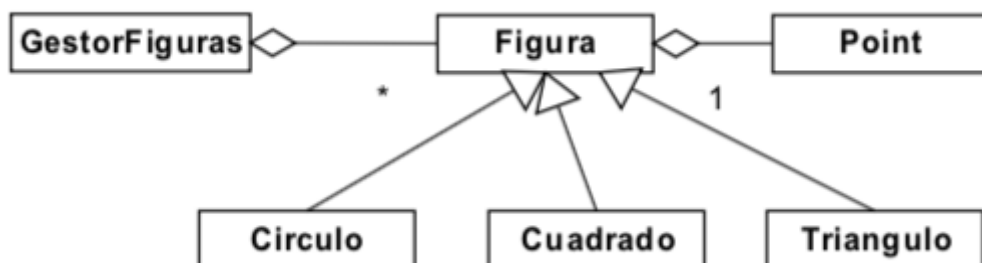 GestorFiguras
Figura
Point
*
1
Circulo
Cuadrado
Triangulo